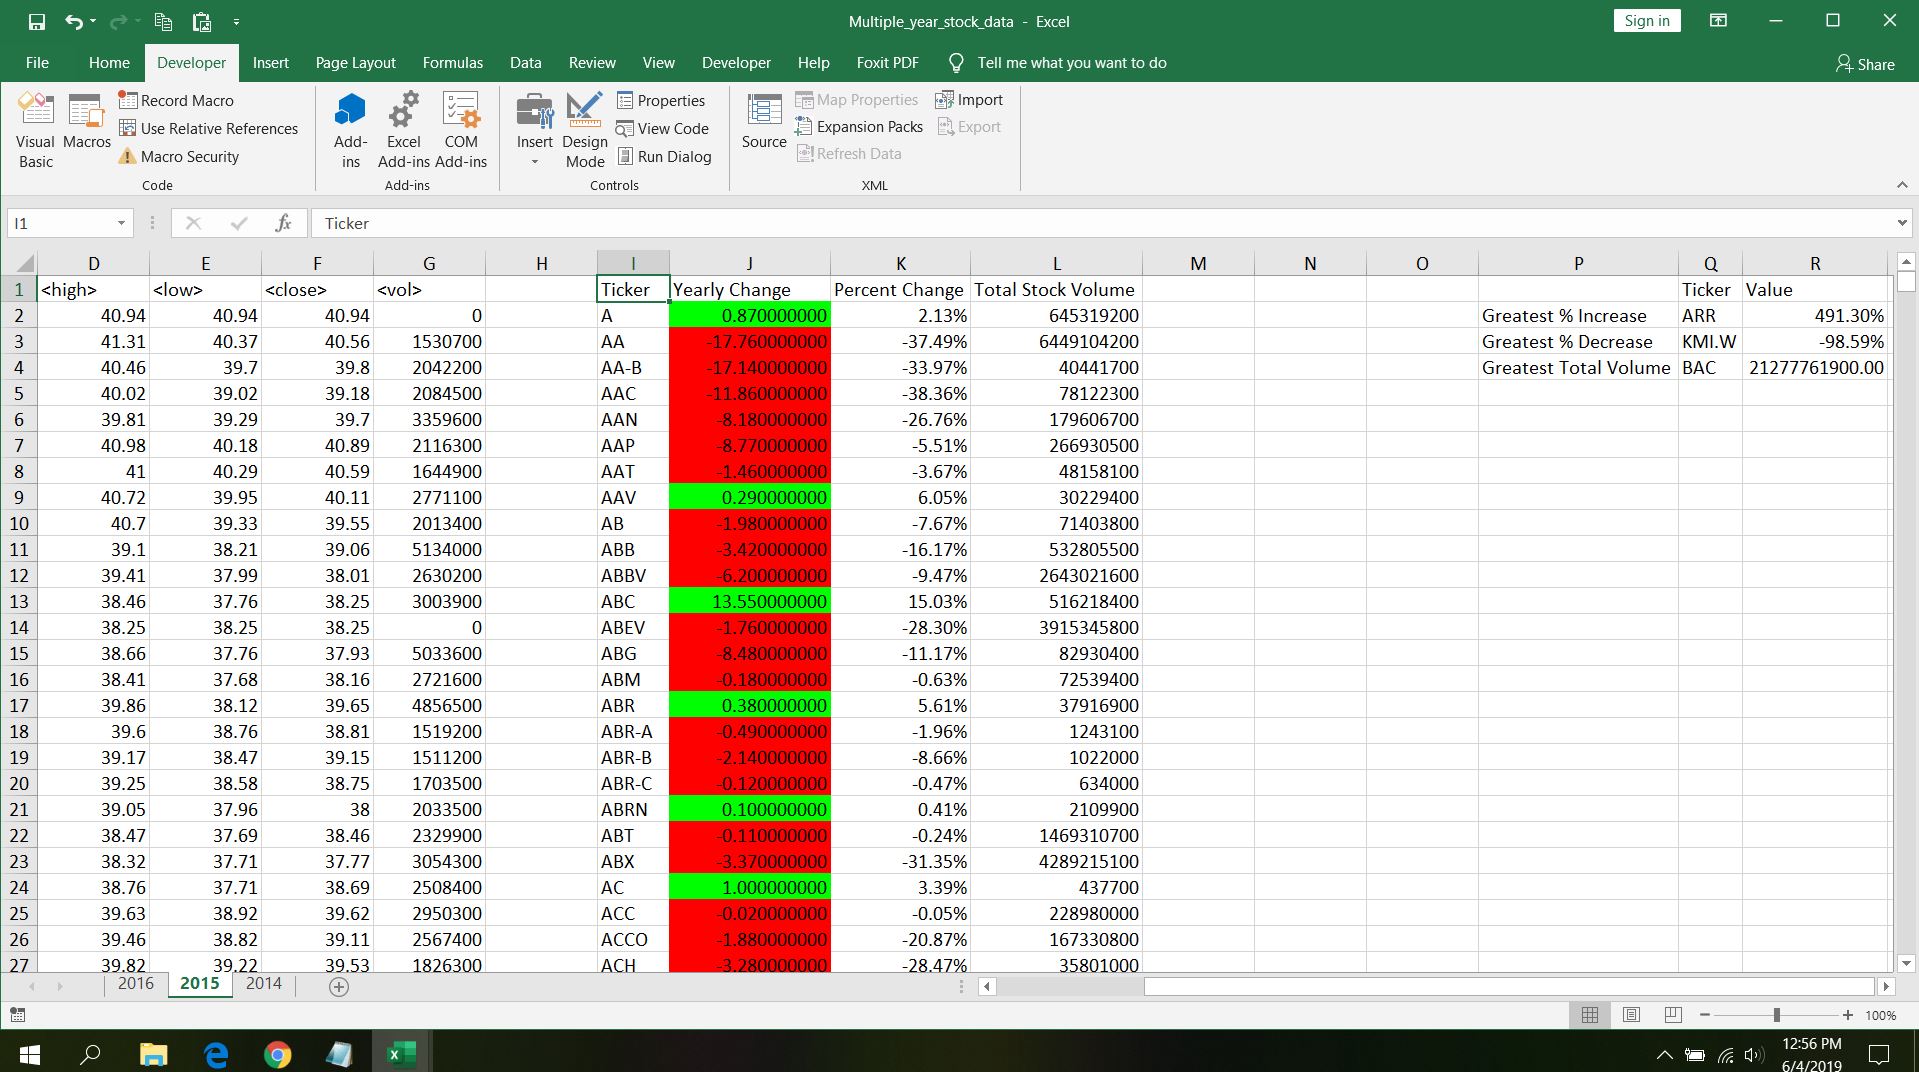 Multiple_year_stock_data - Excel
Sign in
File Home Developer Insert Page Layout Formulas Data Review View Developer Help Foxit PDF Tell me what you want to do Share
Visual Basic
Macros
Record Macro
Use Relative References
Macro Security
Code
Add-ins
Excel Add-ins
COM Add-ins
Add-ins
Insert
Design Mode
Properties
View Code
Run Dialog
Controls
Source
Map Properties
Expansion Packs
Refresh Data
Import
Export
XML
I1 fx Ticker
D E F G H I J K L M N O P Q R
1 <high> <low> <close> <vol> Ticker Yearly Change Percent Change Total Stock Volume Ticker Value
2 40.94 40.94 40.94 0 A 0.870000000 2.13% 645319200 Greatest % Increase ARR 491.30%
3 41.31 40.37 40.56 1530700 AA -17.760000000 -37.49% 6449104200 Greatest % Decrease KMI.W -98.59%
4 40.46 39.7 39.8 2042200 AA-B -17.140000000 -33.97% 40441700 Greatest Total Volume BAC 21277761900.00
5 40.02 39.02 39.18 2084500 AAC -11.860000000 -38.36% 78122300
6 39.81 39.29 39.7 3359600 AAN -8.180000000 -26.76% 179606700
7 40.98 40.18 40.89 2116300 AAP -8.770000000 -5.51% 266930500
8 41 40.29 40.59 1644900 AAT -1.460000000 -3.67% 48158100
9 40.72 39.95 40.11 2771100 AAV 0.290000000 6.05% 30229400
10 40.7 39.33 39.55 2013400 AB -1.980000000 -7.67% 71403800
11 39.1 38.21 39.06 5134000 ABB -3.420000000 -16.17% 532805500
12 39.41 37.99 38.01 2630200 ABBV -6.200000000 -9.47% 2643021600
13 38.46 37.76 38.25 3003900 ABC 13.550000000 15.03% 516218400
14 38.25 38.25 38.25 0 ABEV -1.760000000 -28.30% 3915345800
15 38.66 37.76 37.93 5033600 ABG -8.480000000 -11.17% 82930400
16 38.41 37.68 38.16 2721600 ABM -0.180000000 -0.63% 72539400
17 39.86 38.12 39.65 4856500 ABR 0.380000000 5.61% 37916900
18 39.6 38.76 38.81 1519200 ABR-A -0.490000000 -1.96% 1243100
19 39.17 38.47 39.15 1511200 ABR-B -2.140000000 -8.66% 1022000
20 39.25 38.58 38.75 1703500 ABR-C -0.120000000 -0.47% 634000
21 39.05 37.96 38 2033500 ABRN 0.100000000 0.41% 2109900
22 38.47 37.69 38.46 2329900 ABT -0.110000000 -0.24% 1469310700
23 38.32 37.71 37.77 3054300 ABX -3.370000000 -31.35% 4289215100
24 38.76 37.71 38.69 2508400 AC 1.000000000 3.39% 437700
25 39.63 38.92 39.62 2950300 ACC -0.020000000 -0.05% 228980000
26 39.46 38.82 39.11 2567400 ACCO -1.880000000 -20.87% 167330800
27 39.82 39.22 39.53 1826300 ACH -3.280000000 -28.47% 35801000
2016 2015 2014
100%
12:56 PM
6/4/2019